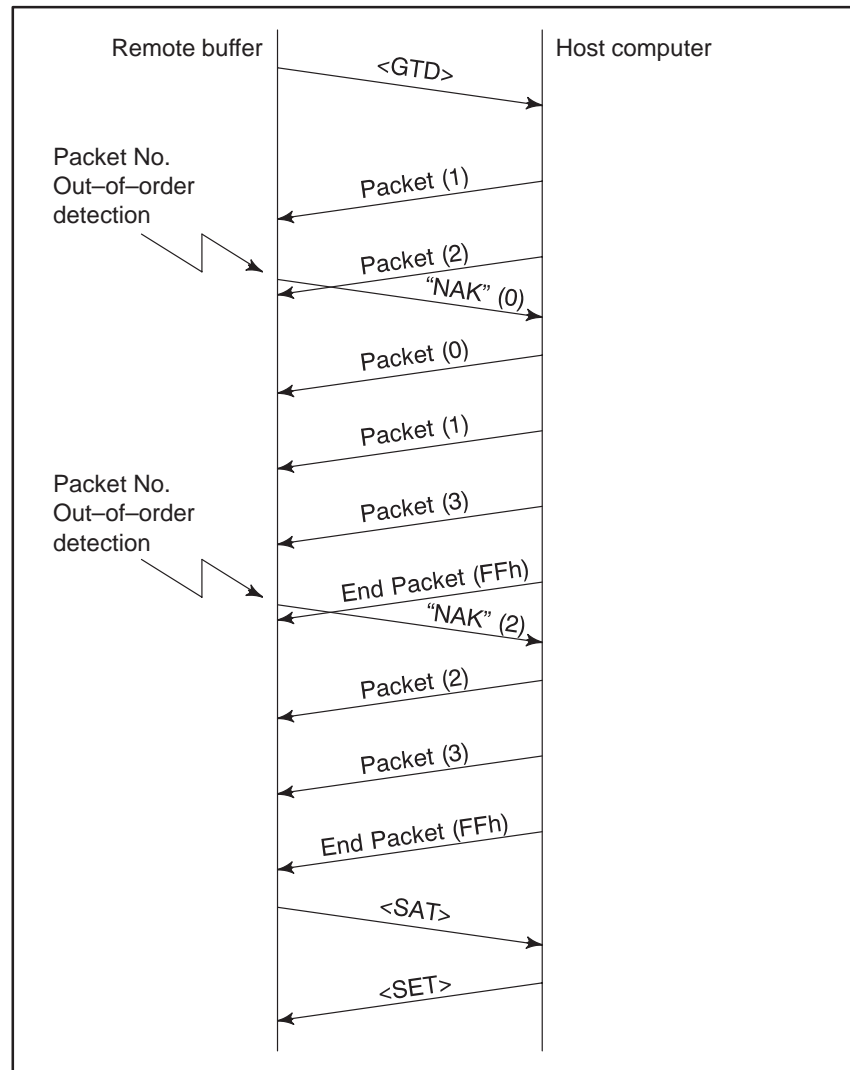 Remote buffer
Host computer
<GTD>
Packet No.
Out–of–order
detection
Packet (1)
Packet (2)
“NAK” (0)
Packet (0)
Packet (1)
Packet No.
Out–of–order
detection
Packet (3)
End Packet (FFh)
“NAK” (2)
Packet (2)
Packet (3)
End Packet (FFh)
<SAT>
<SET>